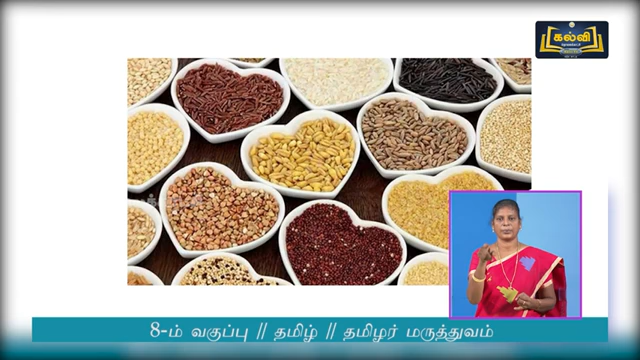 கல்வி
8-ம் வகுப்பு // தமிழ் // தமிழர் மருத்துவம்